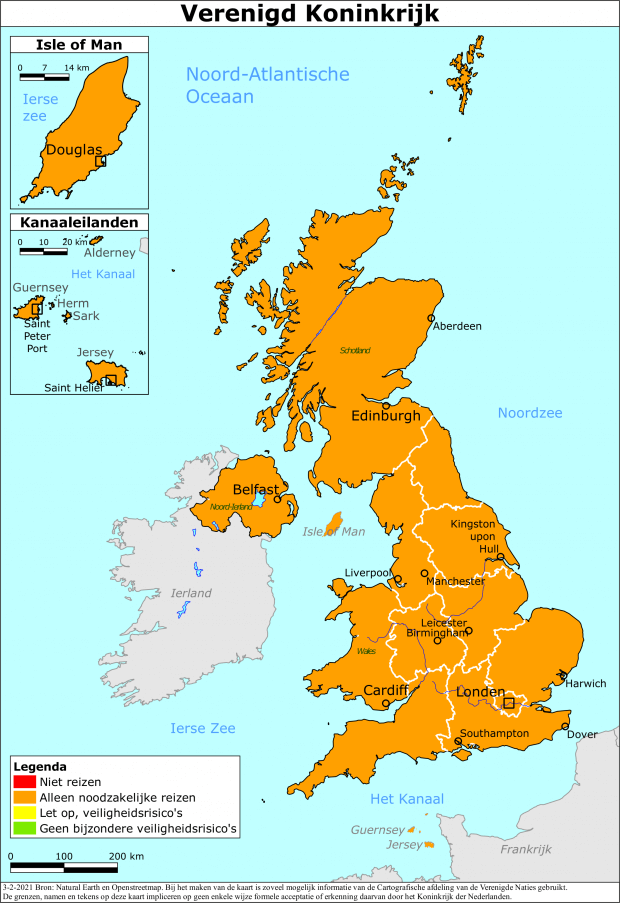 Verenigd Koninkrijk
Isle of Man
0 7 14 km
Ierse
zee
Douglas
Kanaaleilanden
0 10 20 km
Alderney
Het Kanaal
Guernsey
Herm
Sark
Saint
Peter
Port
Jersey
Saint Helier
Noord-Atlantische
Oceaan
Aberdeen
Schotland
Edinburgh
Noordzee
Belfast
Noord-Ierland
Isle of Man
Kingston
upon
Hull
Ierland
Liverpool
Manchester
Leicester
Birmingham
Wales
Harwich
Cardiff
Londen
Ierse Zee
Southampton
Dover
Het Kanaal
Guernsey
Jersey
Frankrijk
Legenda
Niet reizen
Alleen noodzakelijke reizen
Let op, veiligheidsrisico's
Geen bijzondere veiligheidsrisico's
0 100 200 km
3-2-2021 Bron: Natural Earth en Openstreetmap. Bij het maken van de kaart is zoveel mogelijk informatie van de Cartografische afdeling van de Verenigde Naties gebruikt.
De grenzen, namen en tekens op deze kaart impliceren op geen enkele wijze formele acceptatie of erkenning daarvan door het Koninkrijk der Nederlanden.